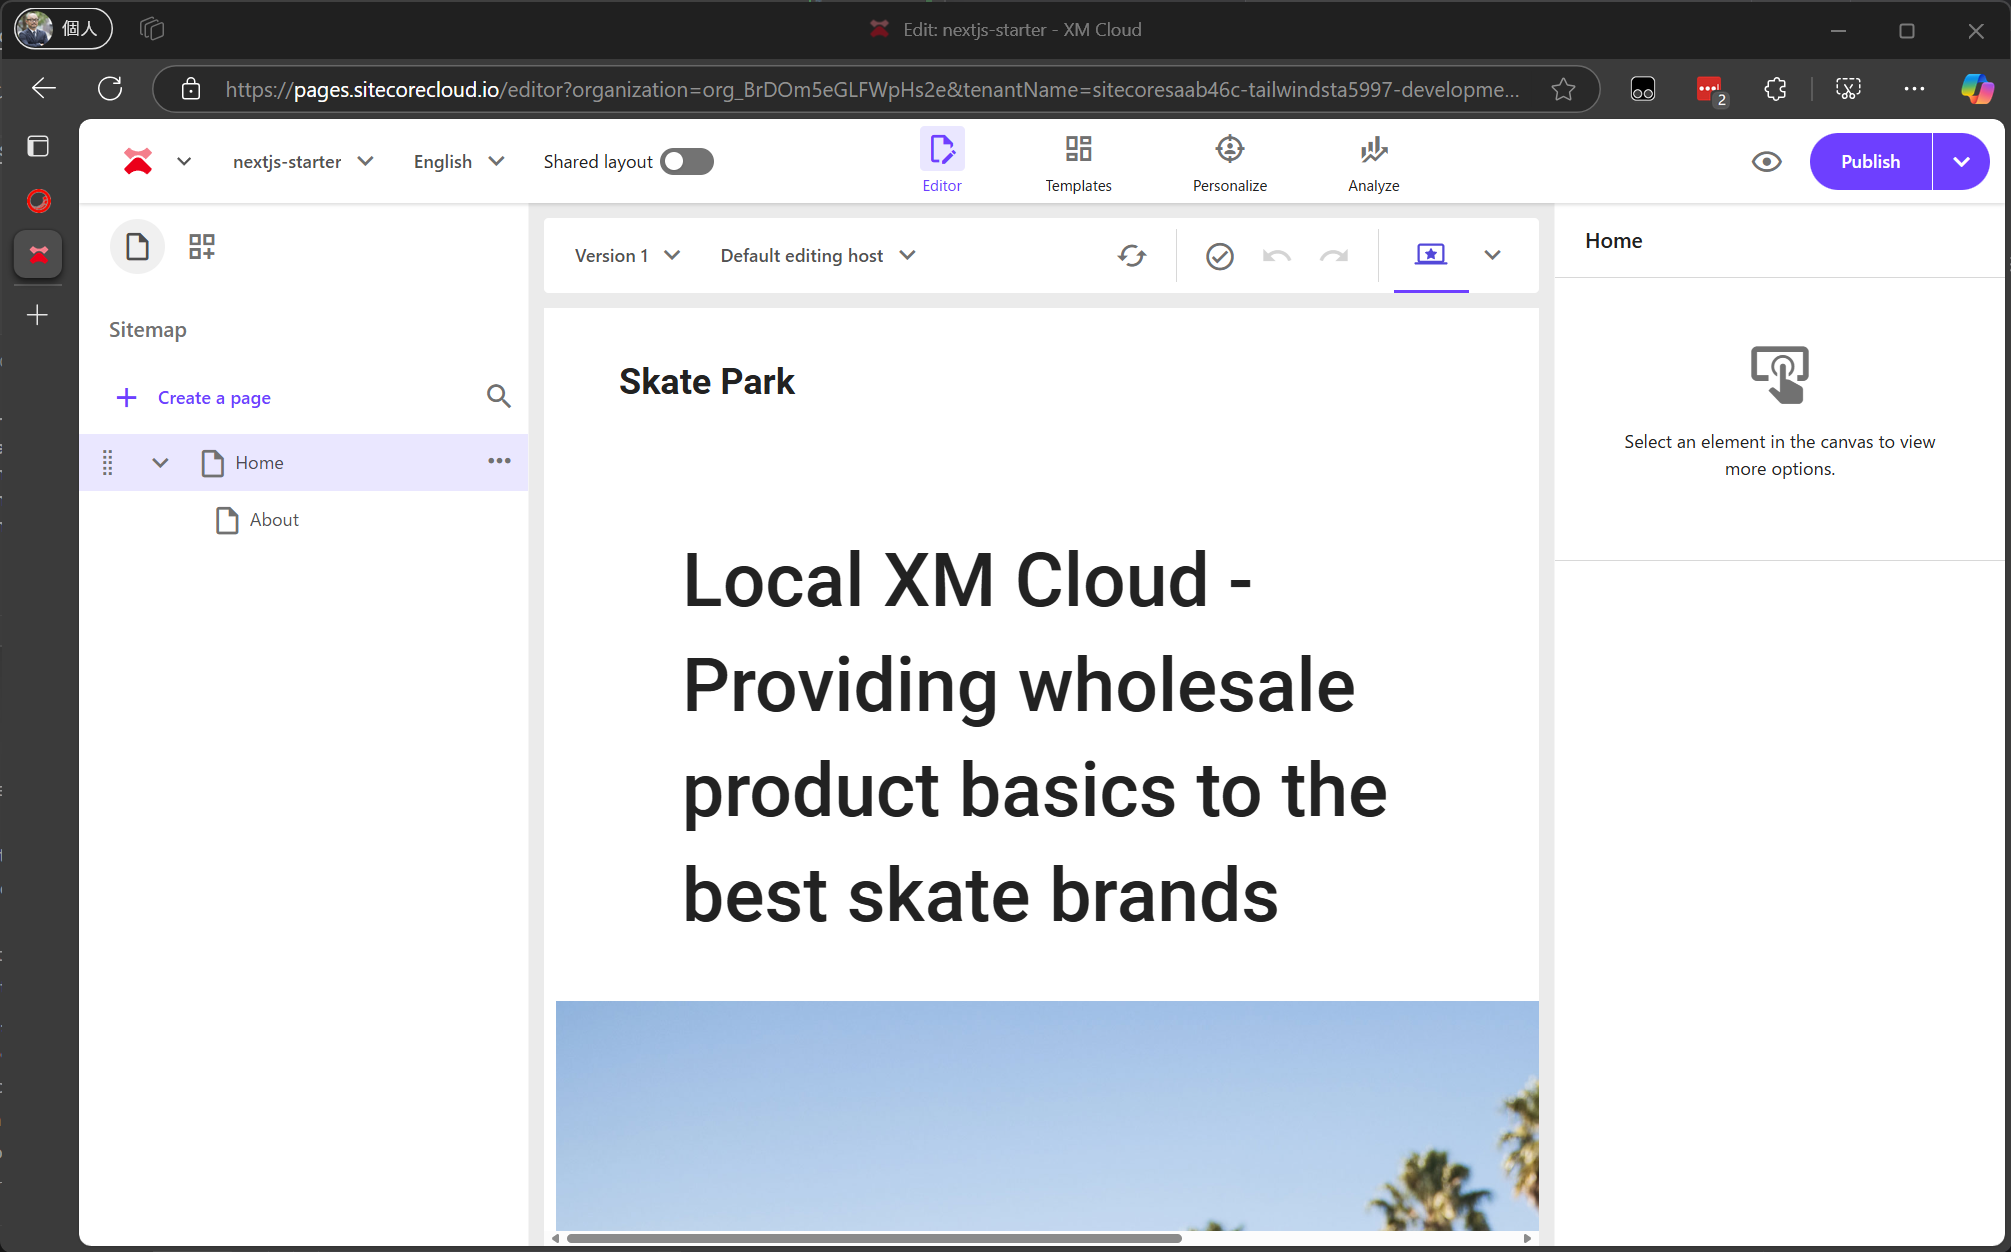 個人
Edit: nextjs-starter - XM Cloud
https://pages.sitecorecloud.io/editor?organization=org_BrDOm5eGLFWpHs2e&tenantName=sitecoresaab46c-tailwindsta5997-developme...
2
nextjs-starter
English
Shared layout
Editor
Templates
Personalize
Analyze
Publish
Version 1
Default editing host
Home
Sitemap
Create a page
Home
About
Skate Park
Local XM Cloud -
Providing wholesale
product basics to the
best skate brands
Select an element in the canvas to view
more options.